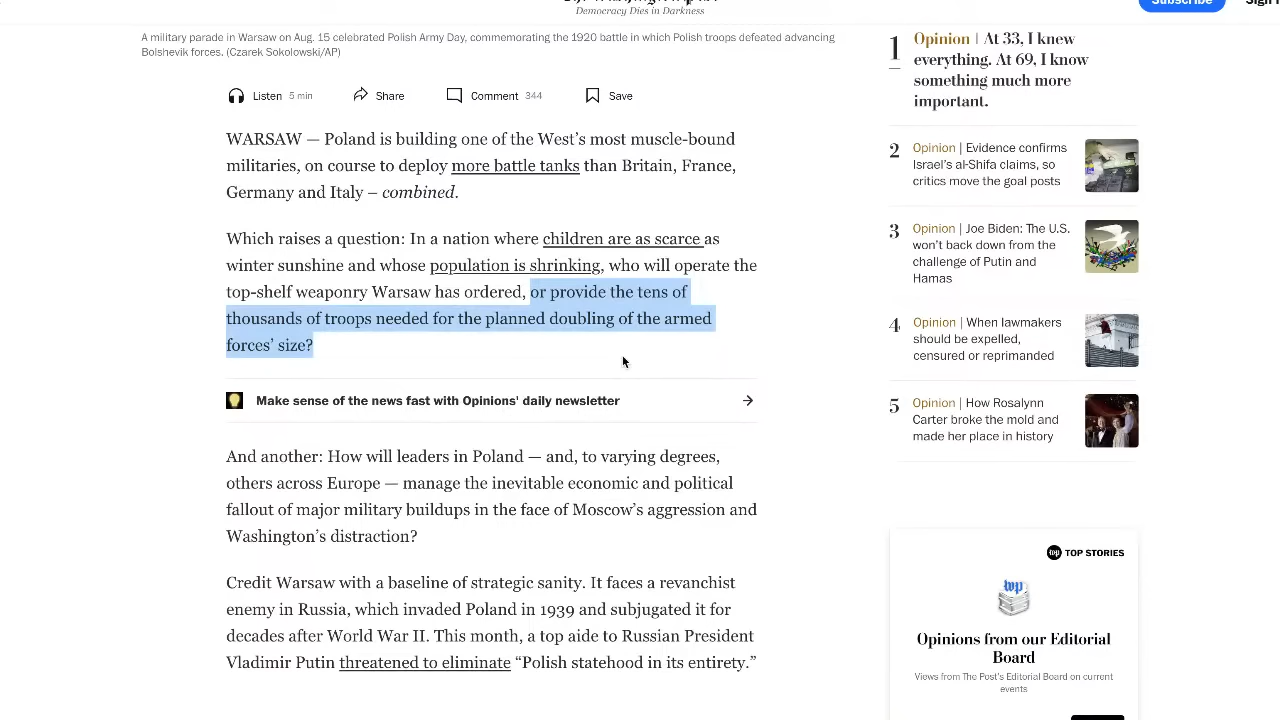 Democracy Dies in Darkness
Subscribe
A military parade in Warsaw on Aug. 15 celebrated Polish Army Day, commemorating the 1920 battle in which Polish troops defeated advancing
Bolshevik forces. (Czarek Sokolowski/AP)
Listen 5 min
Share
Comment 344
Save
WARSAW — Poland is building one of the West’s most muscle-bound
militaries, on course to deploy more battle tanks than Britain, France,
Germany and Italy – combined.
Which raises a question: In a nation where children are as scarce as
winter sunshine and whose population is shrinking, who will operate the
top-shelf weaponry Warsaw has ordered, or provide the tens of
thousands of troops needed for the planned doubling of the armed
forces’ size?
Make sense of the news fast with Opinions' daily newsletter
And another: How will leaders in Poland — and, to varying degrees,
others across Europe — manage the inevitable economic and political
fallout of major military buildups in the face of Moscow’s aggression and
Washington’s distraction?
Credit Warsaw with a baseline of strategic sanity. It faces a revanchist
enemy in Russia, which invaded Poland in 1939 and subjugated it for
decades after World War II. This month, a top aide to Russian President
Vladimir Putin threatened to eliminate “Polish statehood in its entirety.”
1
Opinion | At 33, I knew
everything. At 69, I know
something much more
important.
2
Opinion | Evidence confirms
Israel’s al-Shifa claims, so
critics move the goal posts
3
Opinion | Joe Biden: The U.S.
won’t back down from the
challenge of Putin and
Hamas
4
Opinion | When lawmakers
should be expelled,
censured or reprimanded
5
Opinion | How Rosalynn
Carter broke the mold and
made her place in history
wp TOP STORIES
wp
Opinions from our Editorial
Board
Views from The Post's Editorial Board on current
events